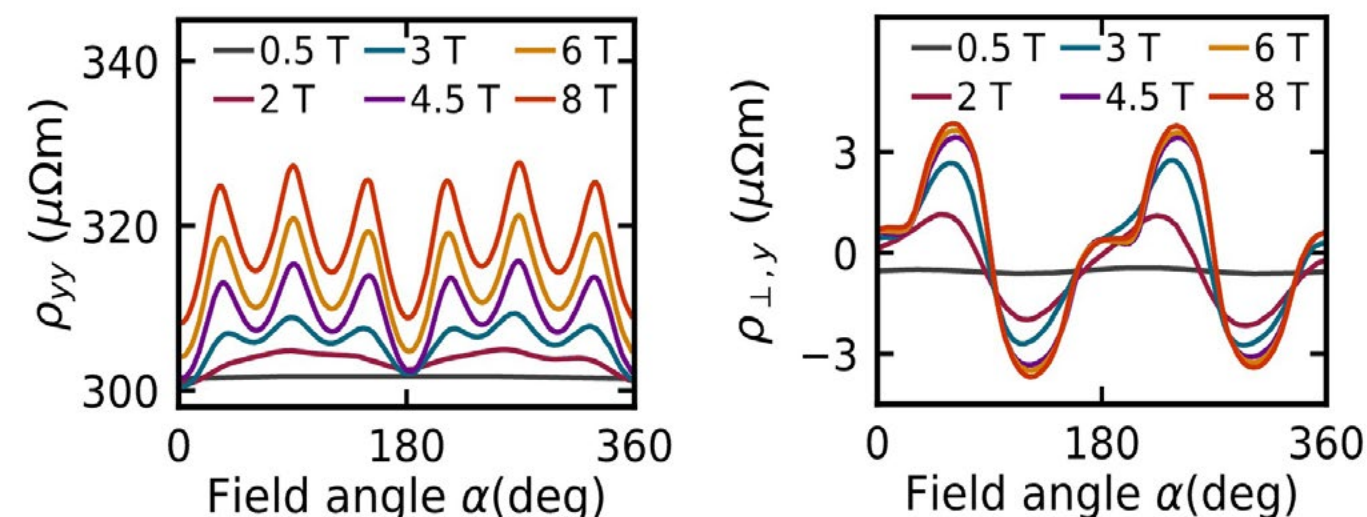 340
320
300
ρyy (μΩm)
0.5 T 3 T 6 T
2 T 4.5 T 8 T
0 180 360
Field angle α(deg)
3
0
−3
ρ⊥,y (μΩm)
0.5 T 3 T 6 T
2 T 4.5 T 8 T
0 180 360
Field angle α(deg)